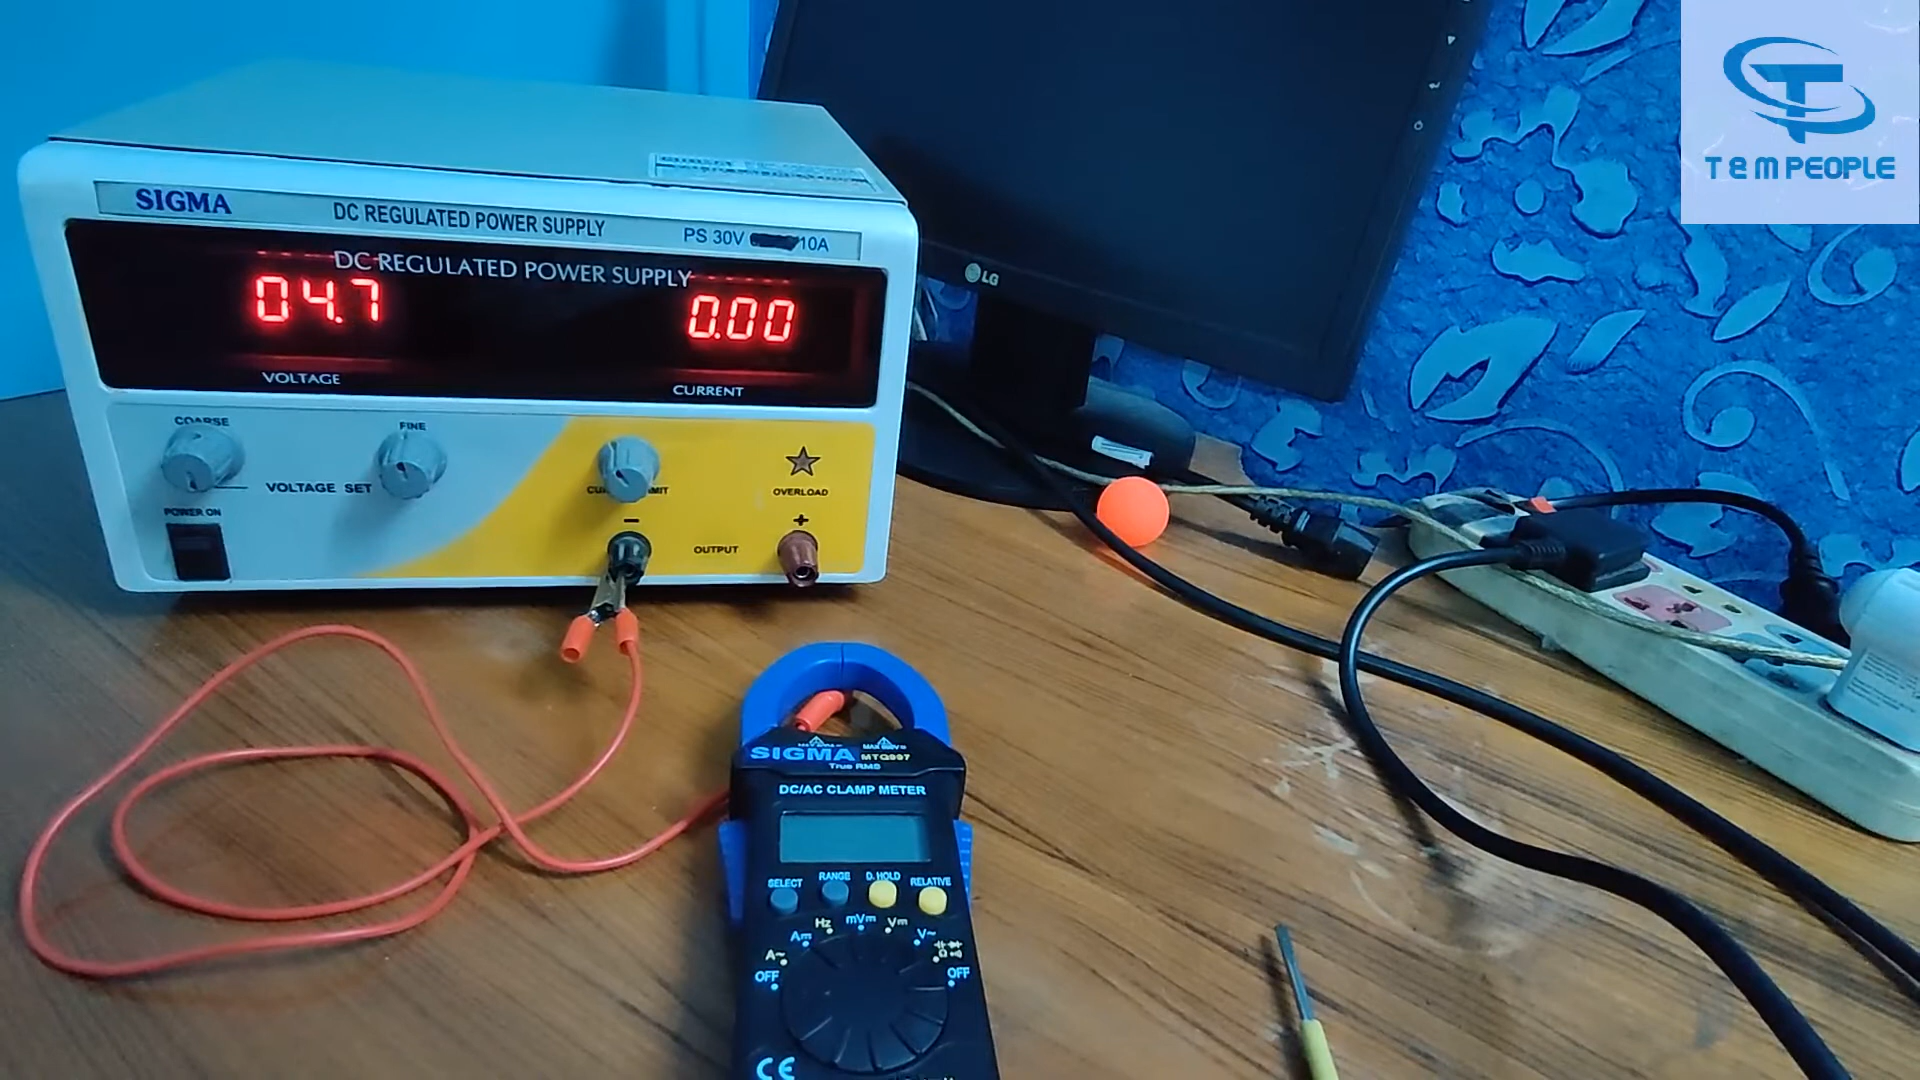 T & M PEOPLE
SIGMA
DC REGULATED POWER SUPPLY
PS 30V
10A
DC REGULATED POWER SUPPLY
04.7
0.00
VOLTAGE
CURRENT
COARSE
FINE
VOLTAGE SET
OVERLOAD
POWER ON
−
OUTPUT
+
LG
SIGMA
MTQ997
True RMS
DC/AC CLAMP METER
SELECT
RANGE
D.HOLD
RELATIVE
OFF
A~
A⎓
Hz
mV⎓
V⎓
V~
Ω
OFF
CE